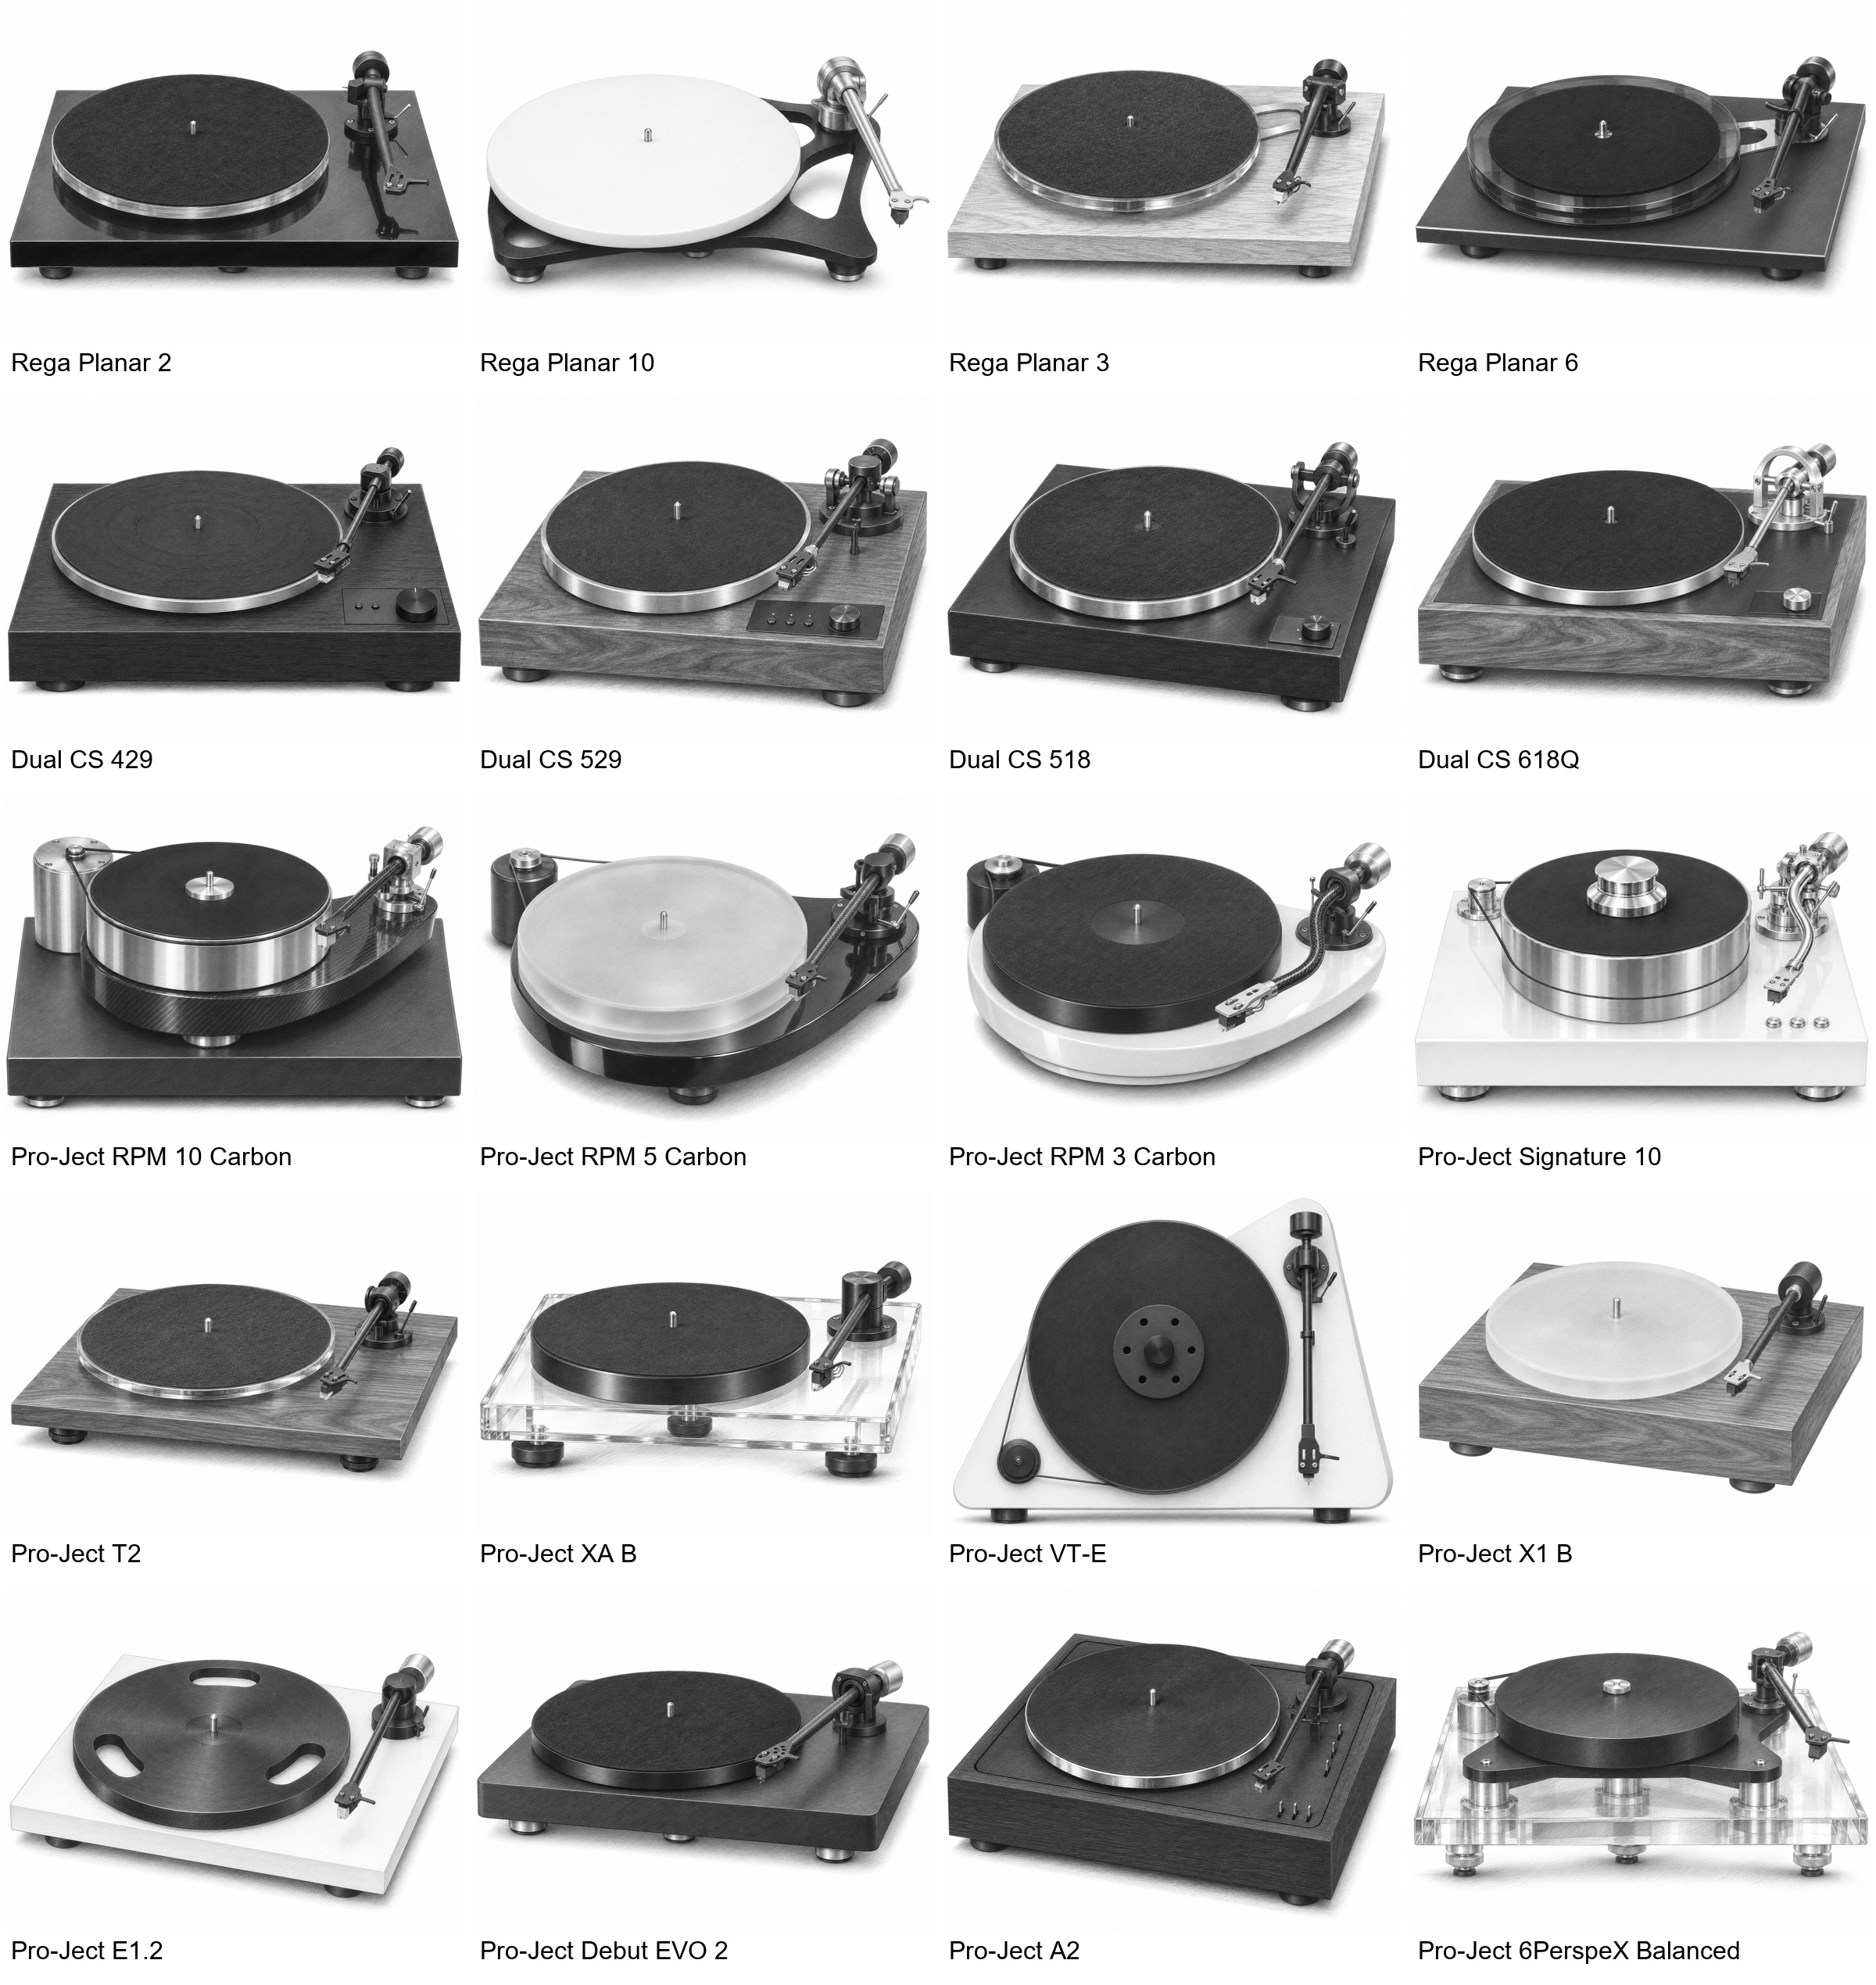 Rega Planar 2
Rega Planar 10
Rega Planar 3
Rega Planar 6
Dual CS 429
Dual CS 529
Dual CS 518
Dual CS 618Q
Pro-Ject RPM 10 Carbon
Pro-Ject RPM 5 Carbon
Pro-Ject RPM 3 Carbon
Pro-Ject Signature 10
Pro-Ject T2
Pro-Ject XA B
Pro-Ject VT-E
Pro-Ject X1 B
Pro-Ject E1.2
Pro-Ject Debut EVO 2
Pro-Ject A2
Pro-Ject 6PerspeX Balanced